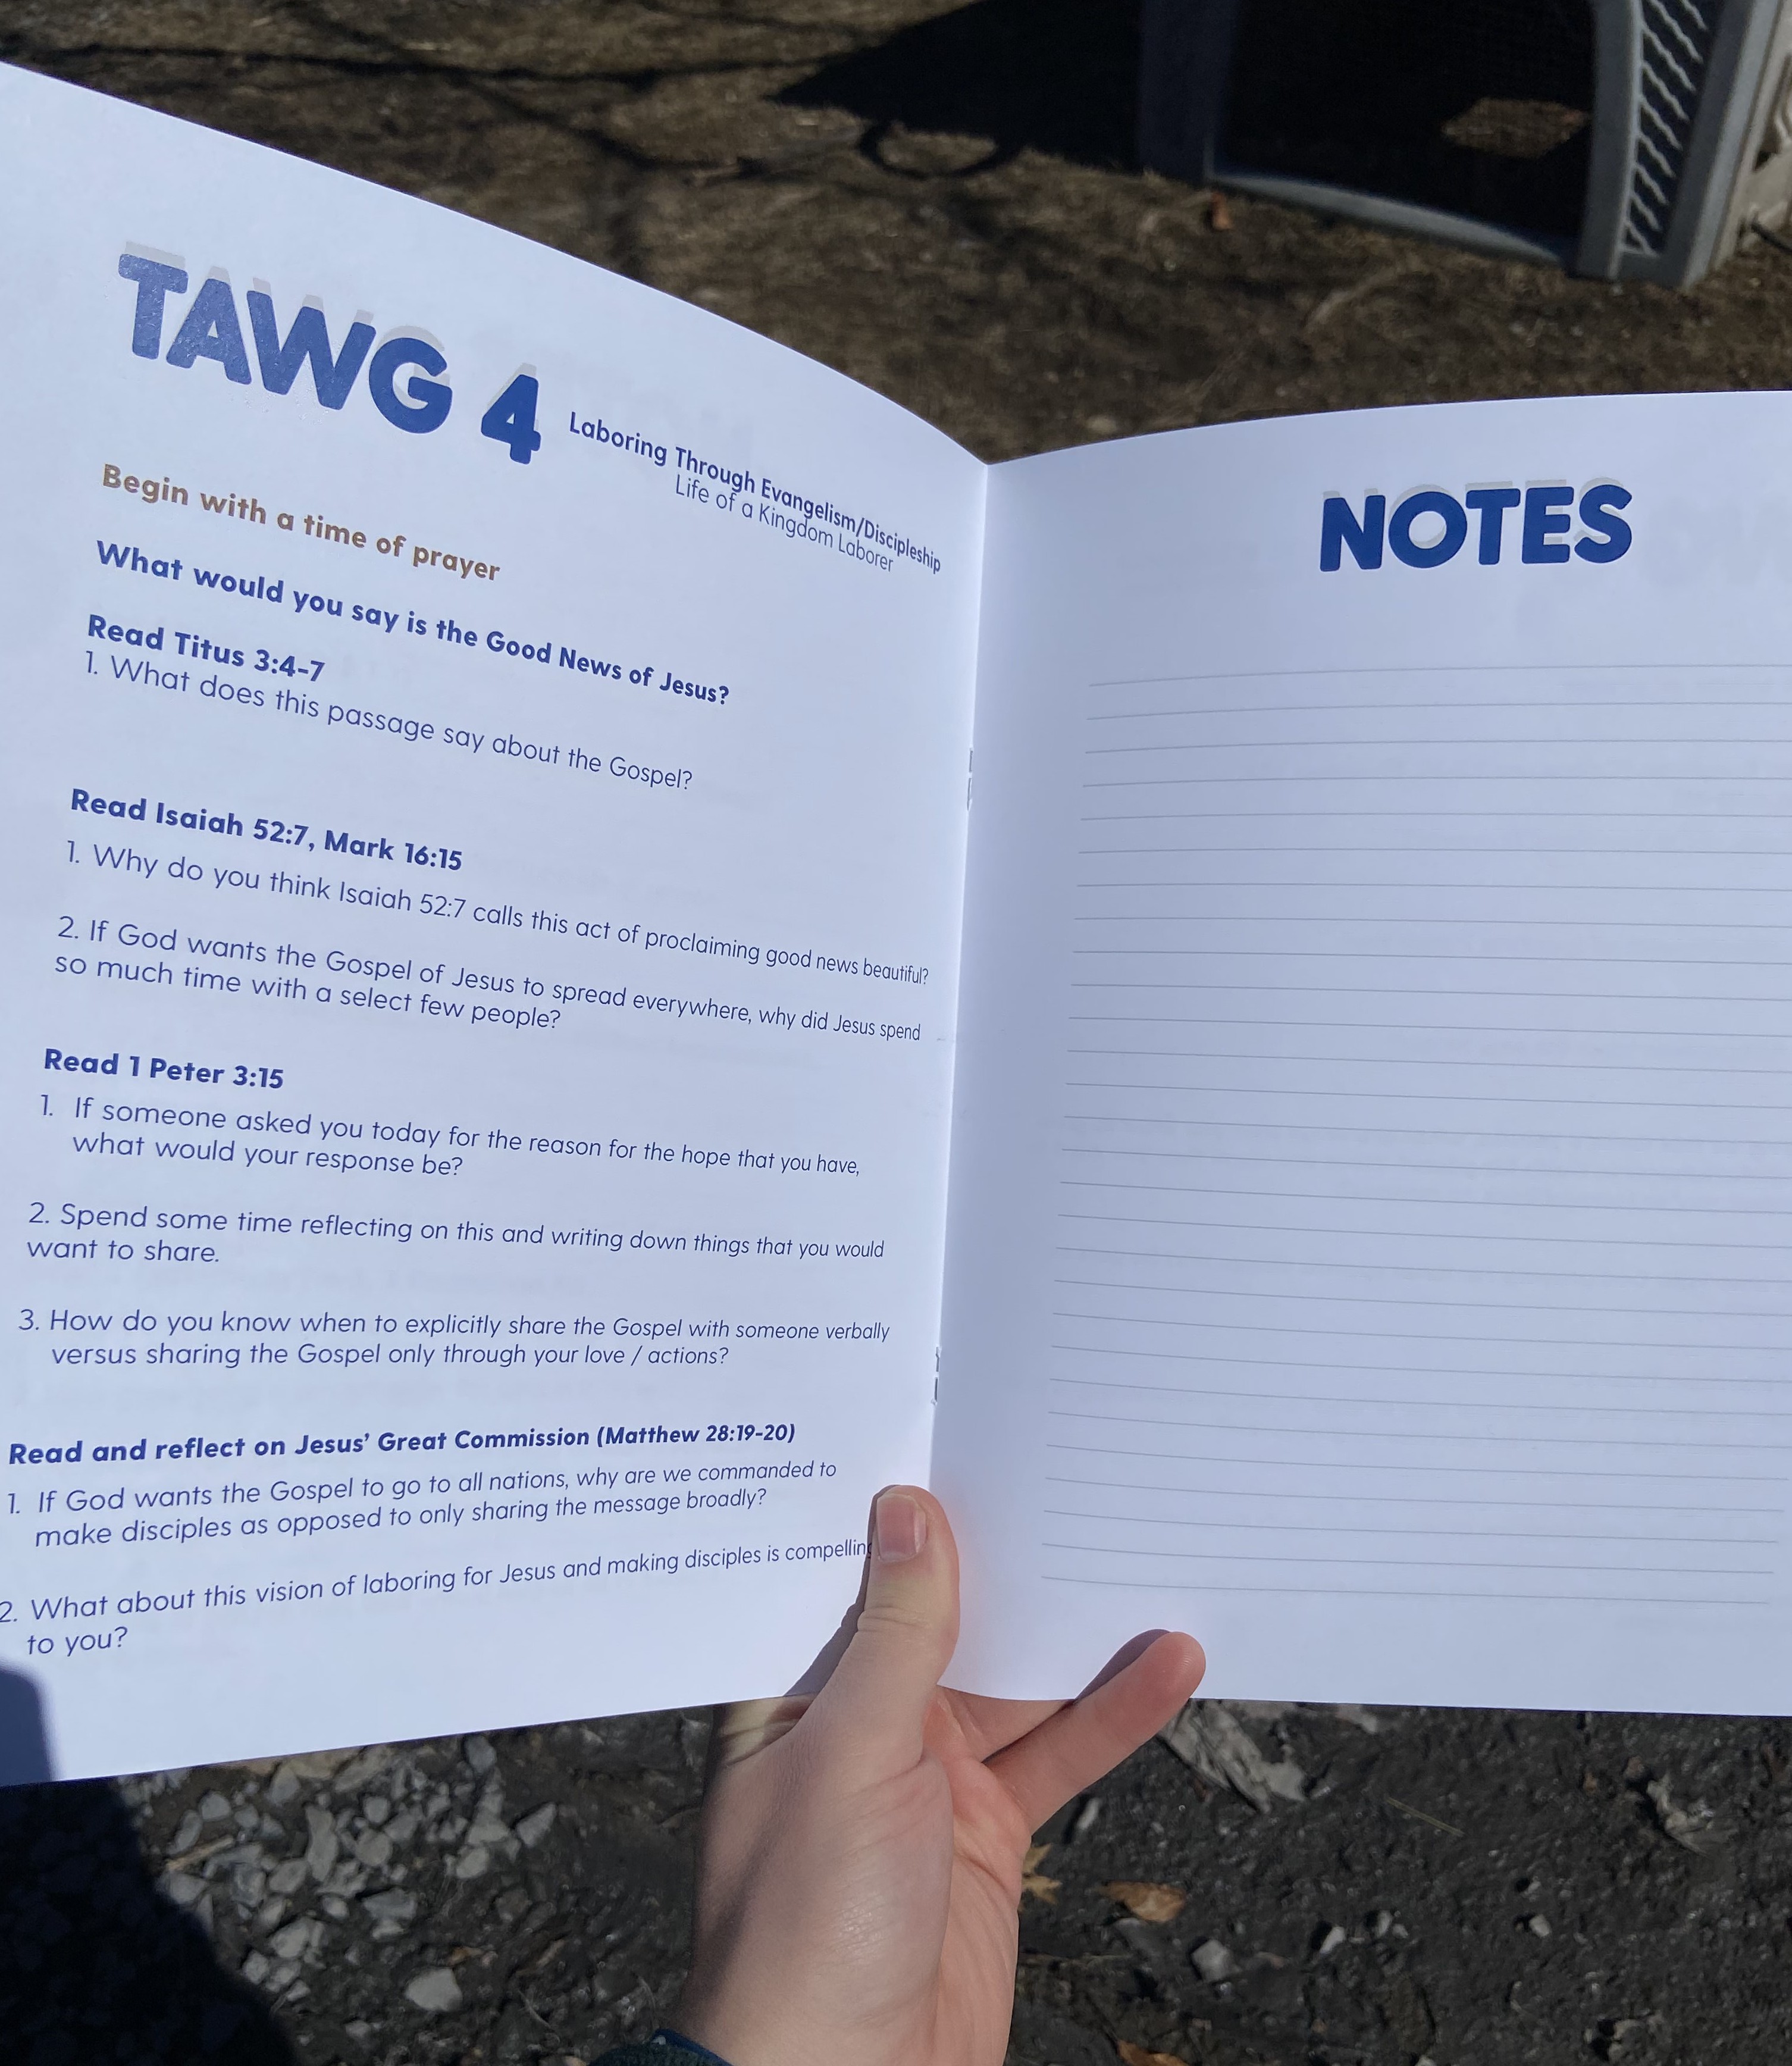 TAWG 4
Laboring Through Evangelism/Discipleship
Life of a Kingdom Laborer
Begin with a time of prayer
What would you say is the Good News of Jesus?
Read Titus 3:4-7
1. What does this passage say about the Gospel?
Read Isaiah 52:7, Mark 16:15
1. Why do you think Isaiah 52:7 calls this act of proclaiming good news beautiful?
2. If God wants the Gospel of Jesus to spread everywhere, why did Jesus spend
so much time with a select few people?
Read 1 Peter 3:15
1. If someone asked you today for the reason for the hope that you have,
what would your response be?
2. Spend some time reflecting on this and writing down things that you would
want to share.
3. How do you know when to explicitly share the Gospel with someone verbally
versus sharing the Gospel only through your love / actions?
Read and reflect on Jesus' Great Commission (Matthew 28:19-20)
1. If God wants the Gospel to go to all nations, why are we commanded to
make disciples as opposed to only sharing the message broadly?
2. What about this vision of laboring for Jesus and making disciples is compelling
to you?
NOTES